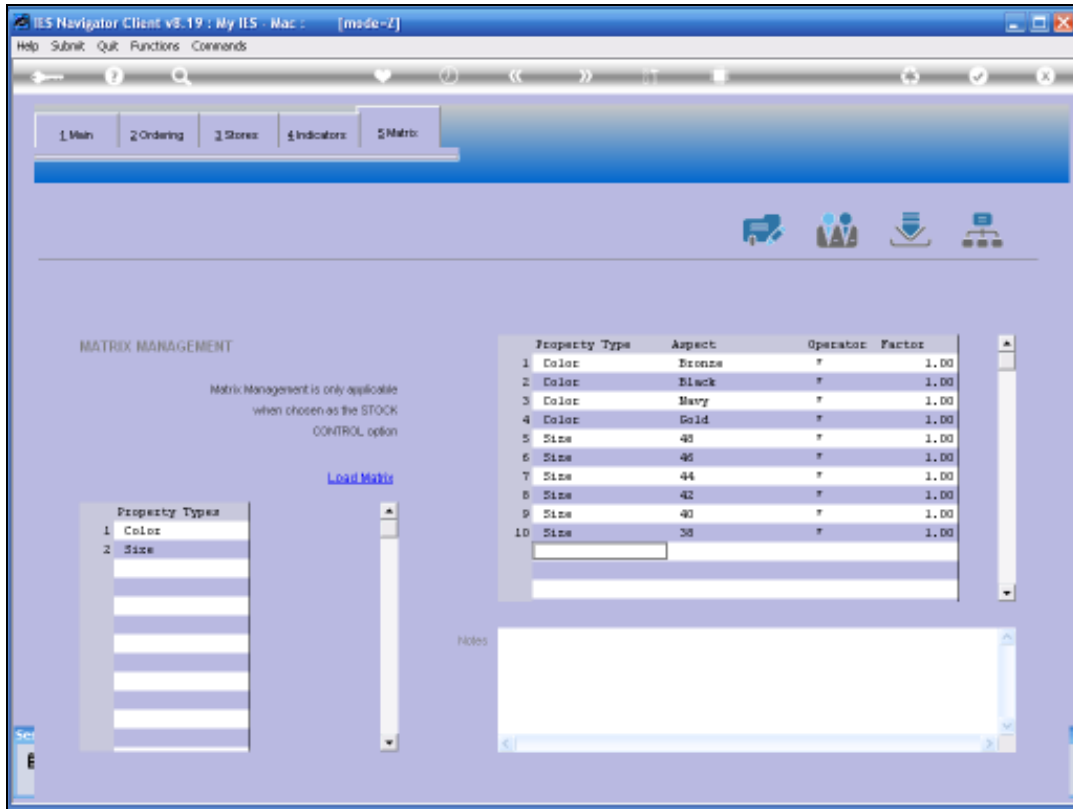 IES Navigator Client v8.19 : My IES - Mac : [mode=Z]
Help Submit Quit Functions Commands
1 Main 2 Ordering 3 Stores 4 Indicators 5 Matrix
MATRIX MANAGEMENT
Matrix Management is only applicable
when chosen as the STOCK
CONTROL option
Load Matrix
Property Types
1 Color
2 Size
Property Type Aspect Operator Factor
1 Color Bronze * 1.00
2 Color Black * 1.00
3 Color Navy * 1.00
4 Color Gold * 1.00
5 Size 48 * 1.00
6 Size 46 * 1.00
7 Size 44 * 1.00
8 Size 42 * 1.00
9 Size 40 * 1.00
10 Size 38 * 1.00
Notes